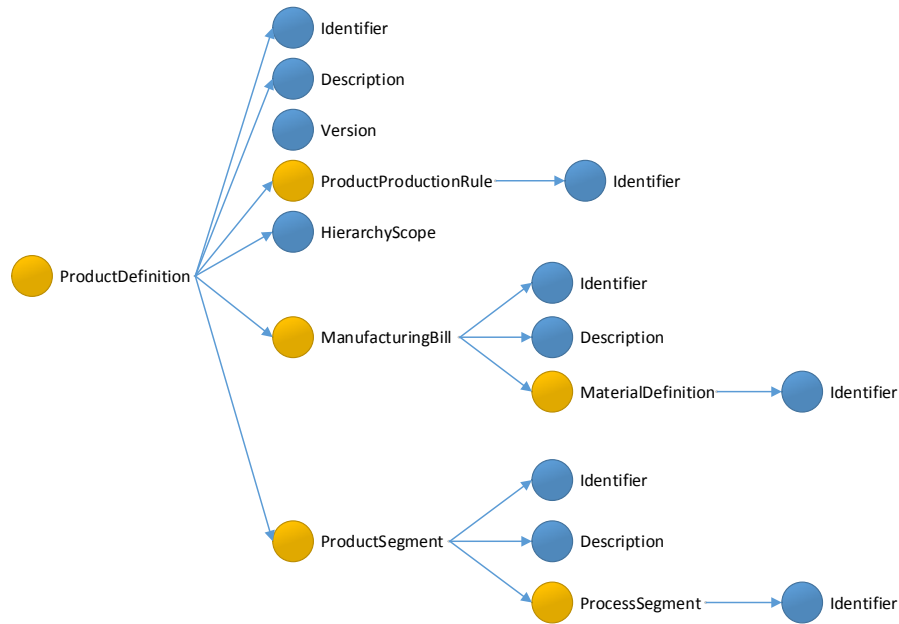 Identifier
Description
Version
ProductProductionRule
Identifier
HierarchyScope
ProductDefinition
Identifier
ManufacturingBill
Description
MaterialDefinition
Identifier
Identifier
ProductSegment
Description
ProcessSegment
Identifier